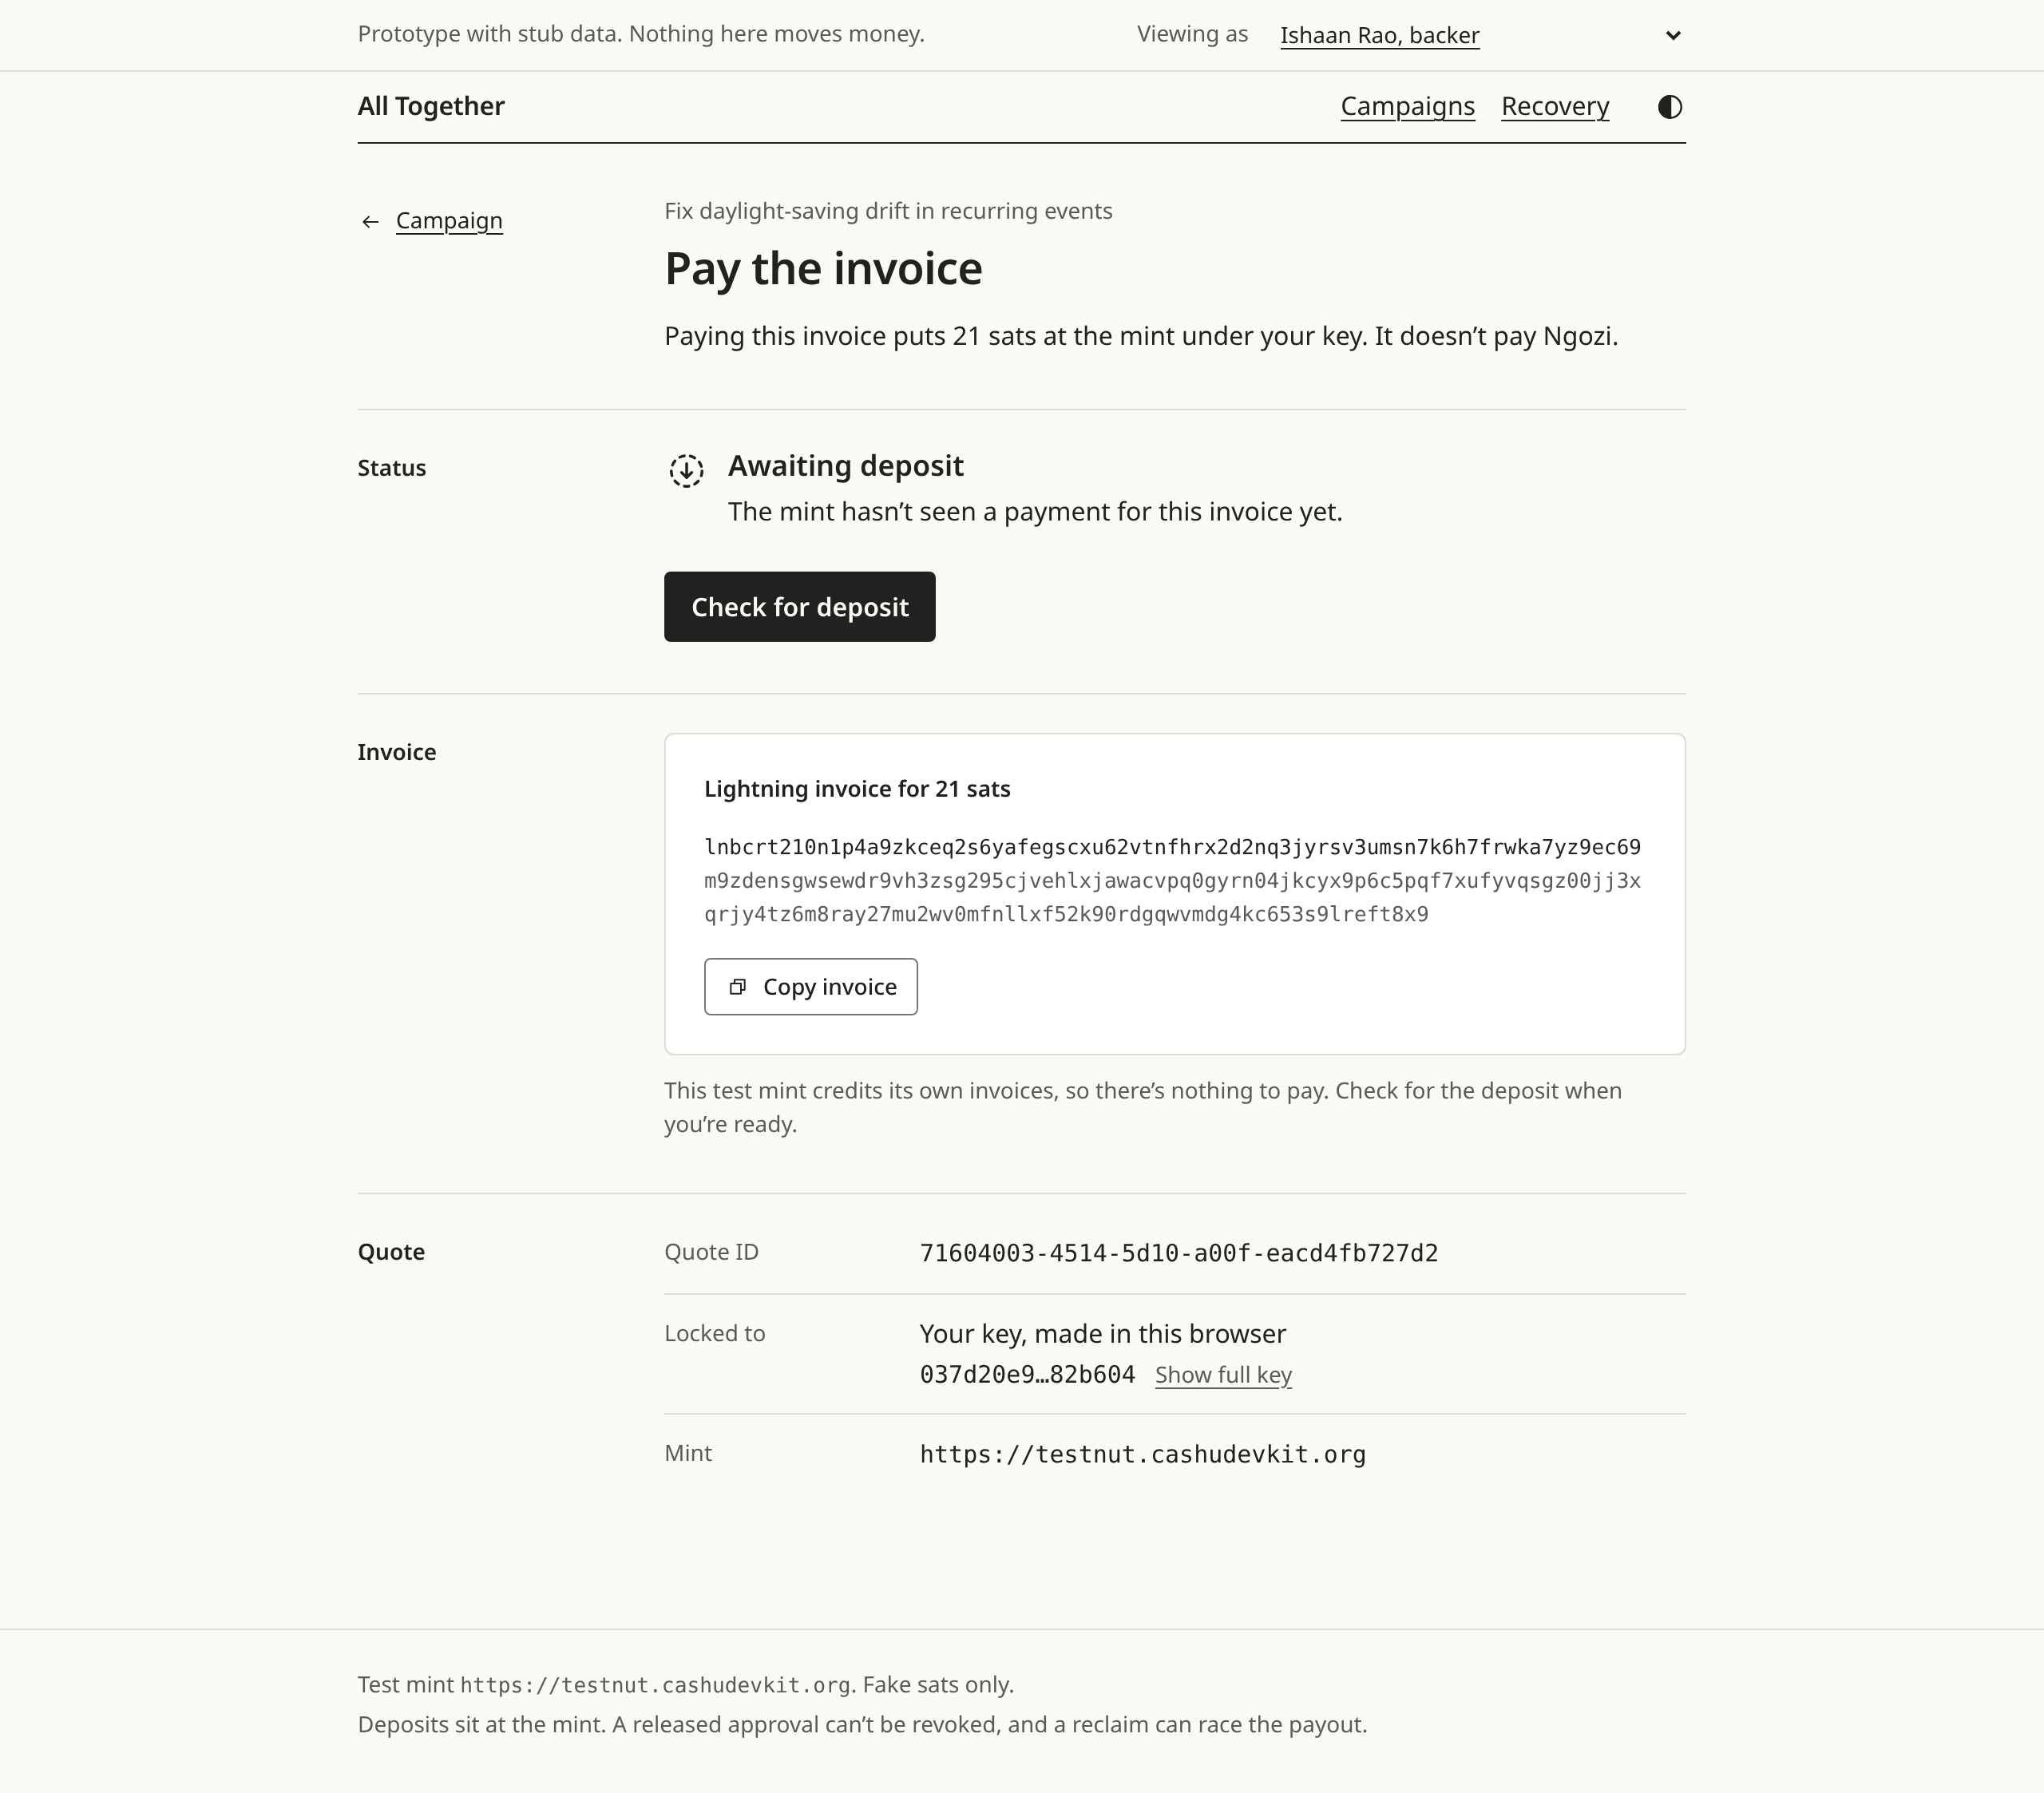 Prototype with stub data. Nothing here moves money.
Viewing as Ishaan Rao, backer
All Together
Campaigns Recovery
← Campaign
Fix daylight-saving drift in recurring events
Pay the invoice
Paying this invoice puts 21 sats at the mint under your key. It doesn’t pay Ngozi.
Status
Awaiting deposit
The mint hasn’t seen a payment for this invoice yet.
Check for deposit
Invoice
Lightning invoice for 21 sats
lnbcrt210n1p4a9zkceq2s6yafegscxu62vtnfhrx2d2nq3jyrsv3umsn7k6h7frwka7yz9ec69
m9zdensgwsewdr9vh3zsg295cjvehlxjawacvpq0gyrn04jkcyx9p6c5pqf7xufyvqsgz00jj3x
qrjy4tz6m8ray27mu2wv0mfnllxf52k90rdgqwvmdg4kc653s9lreft8x9
Copy invoice
This test mint credits its own invoices, so there’s nothing to pay. Check for the deposit when
you’re ready.
Quote
Quote ID 71604003-4514-5d10-a00f-eacd4fb727d2
Locked to Your key, made in this browser
037d20e9…82b604 Show full key
Mint https://testnut.cashudevkit.org
Test mint https://testnut.cashudevkit.org. Fake sats only.
Deposits sit at the mint. A released approval can’t be revoked, and a reclaim can race the payout.